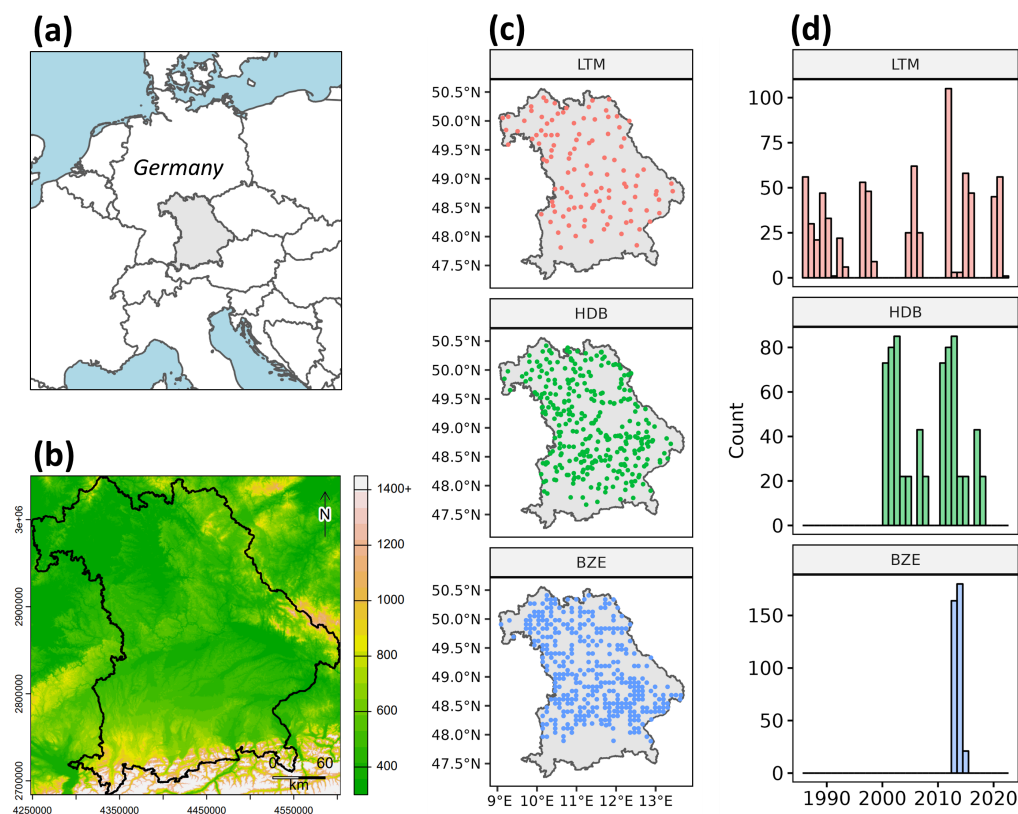 (a)
Germany
(b)
N
0 60
km
3e+06
2900000
2800000
2700000
4250000 4350000 4450000 4550000
1400+
1200
1000
800
600
400
(c)
LTM
50.5°N
50.0°N
49.5°N
49.0°N
48.5°N
48.0°N
47.5°N
HDB
50.5°N
50.0°N
49.5°N
49.0°N
48.5°N
48.0°N
47.5°N
BZE
50.5°N
50.0°N
49.5°N
49.0°N
48.5°N
48.0°N
47.5°N
9°E 10°E 11°E 12°E 13°E
(d)
Count
LTM
100
75
50
25
0
HDB
80
60
40
20
0
BZE
150
100
50
0
1990 2000 2010 2020